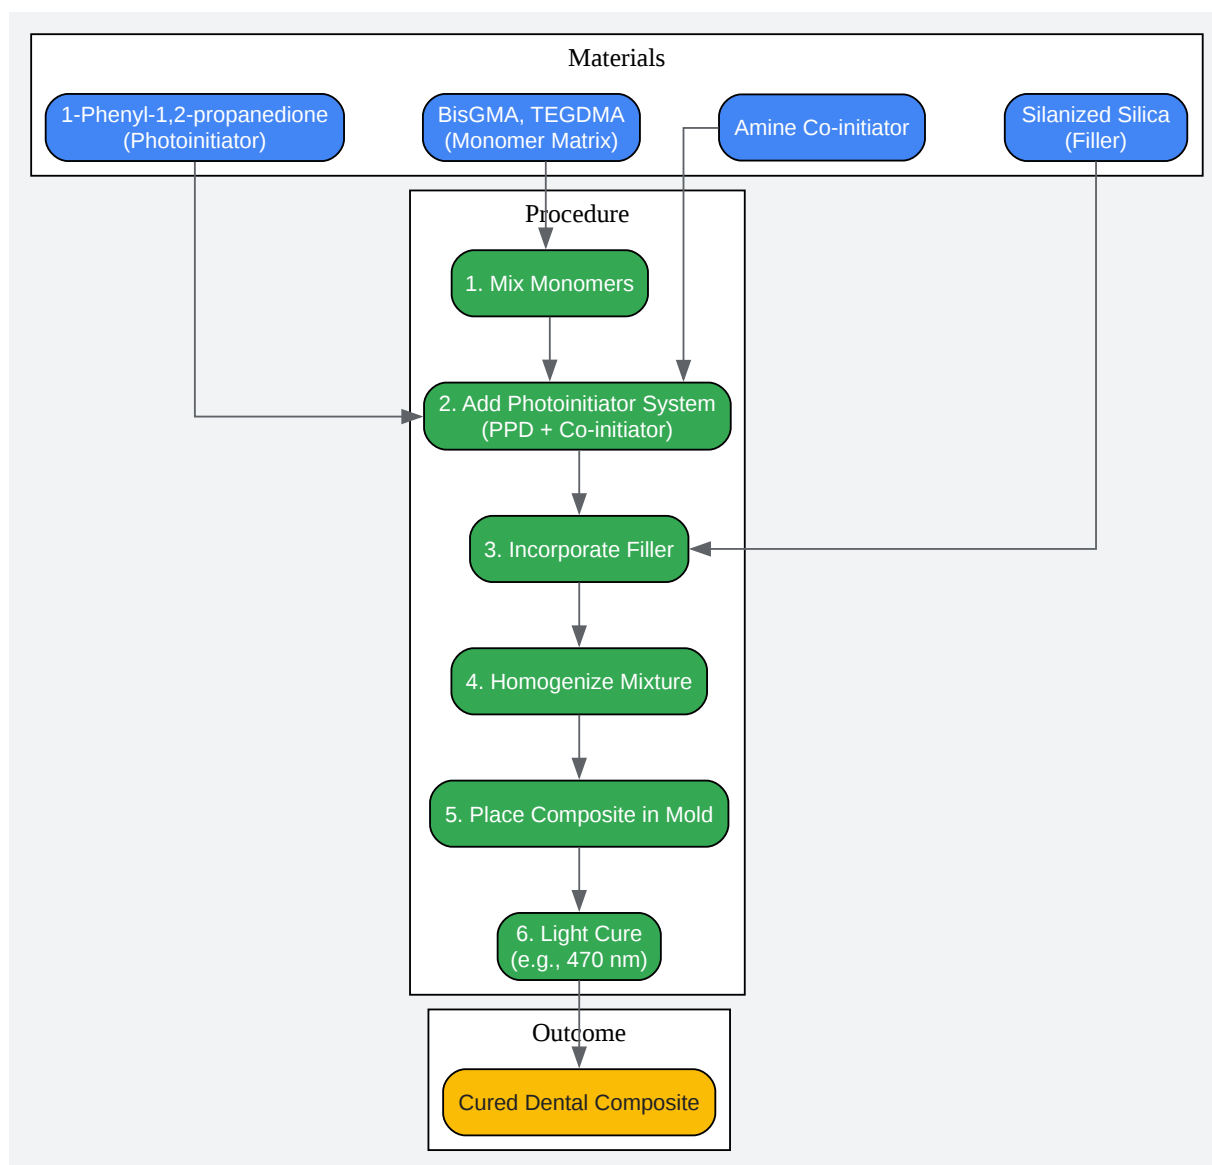 Materials
1-Phenyl-1,2-propanedione
(Photoinitiator)
BisGMA, TEGDMA
(Monomer Matrix)
Amine Co-initiator
Silanized Silica
(Filler)
Procedure
1. Mix Monomers
2. Add Photoinitiator System
(PPD + Co-initiator)
3. Incorporate Filler
4. Homogenize Mixture
5. Place Composite in Mold
6. Light Cure
(e.g., 470 nm)
Outcome
Cured Dental Composite